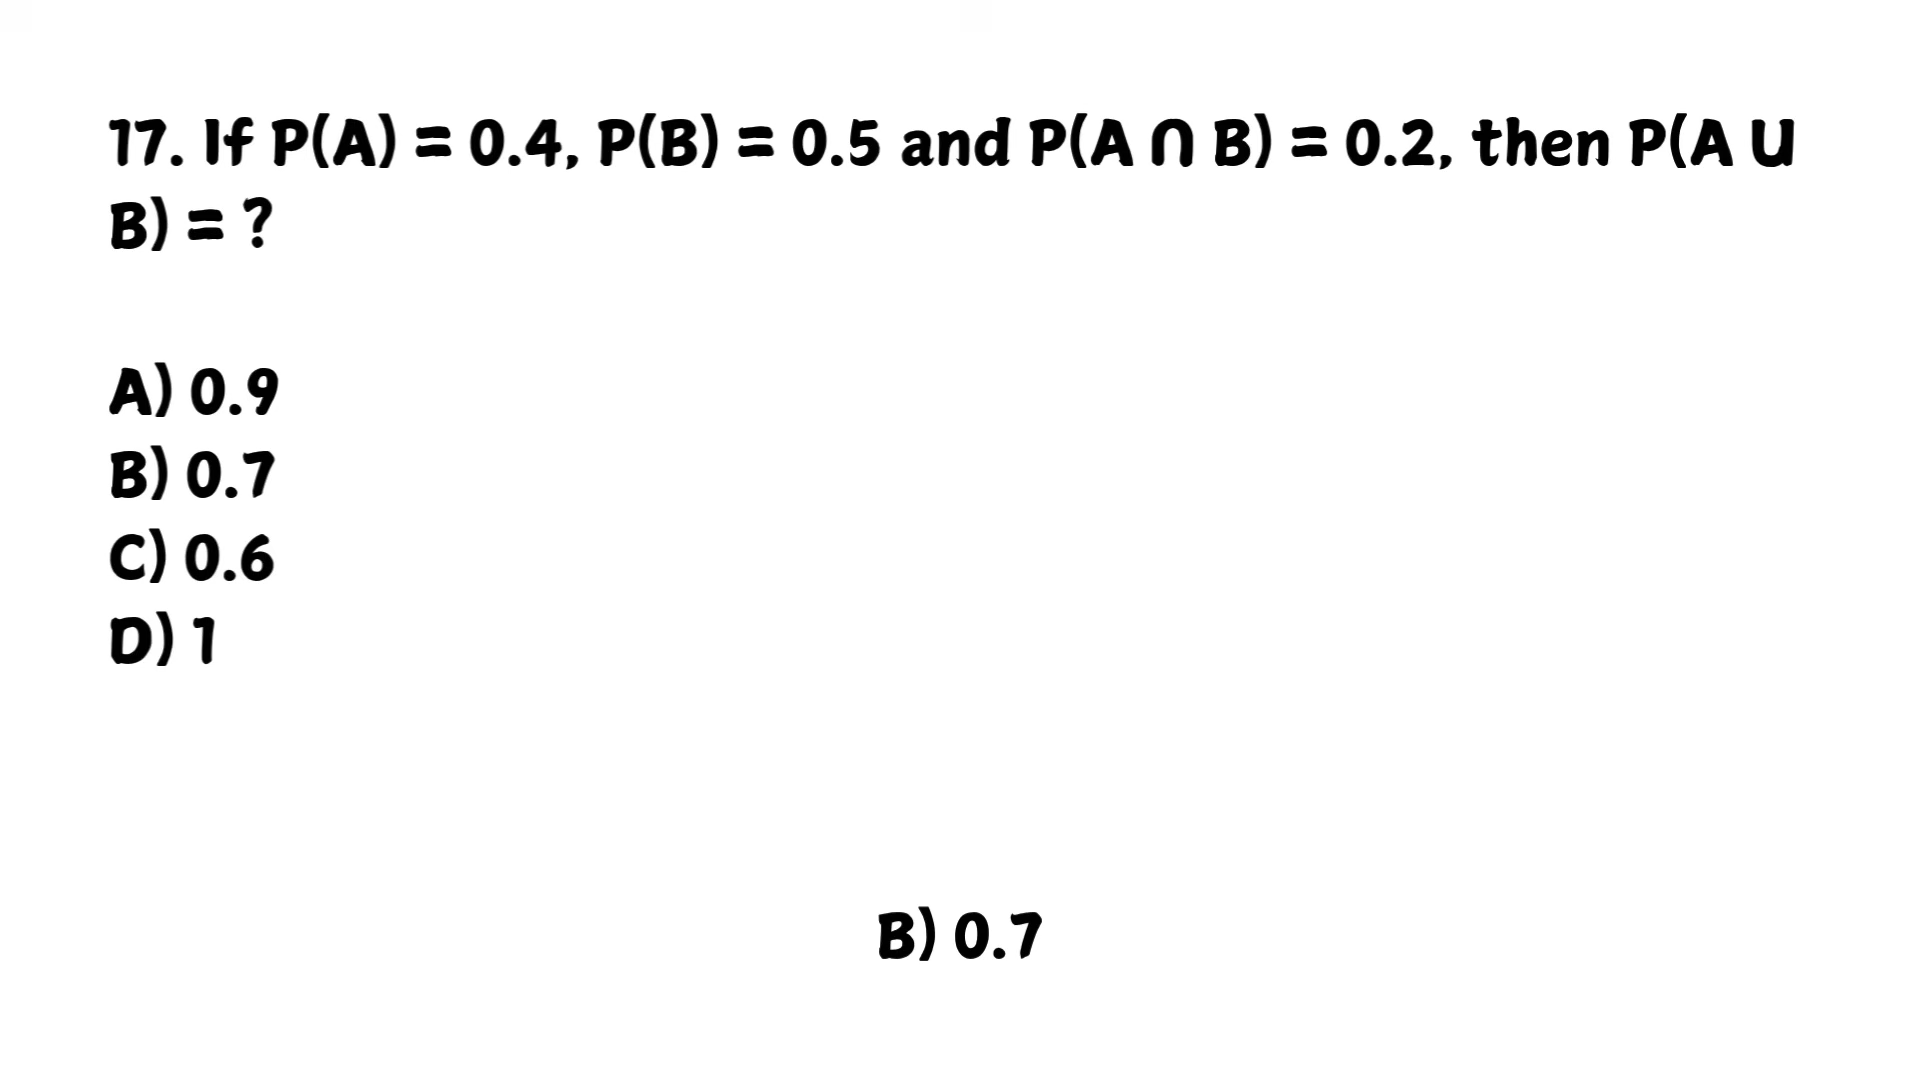 17. If P(A) = 0.4, P(B) = 0.5 and P(A ∩ B) = 0.2, then P(A U
B) = ?
A) 0.9
B) 0.7
C) 0.6
D) 1
B) 0.7